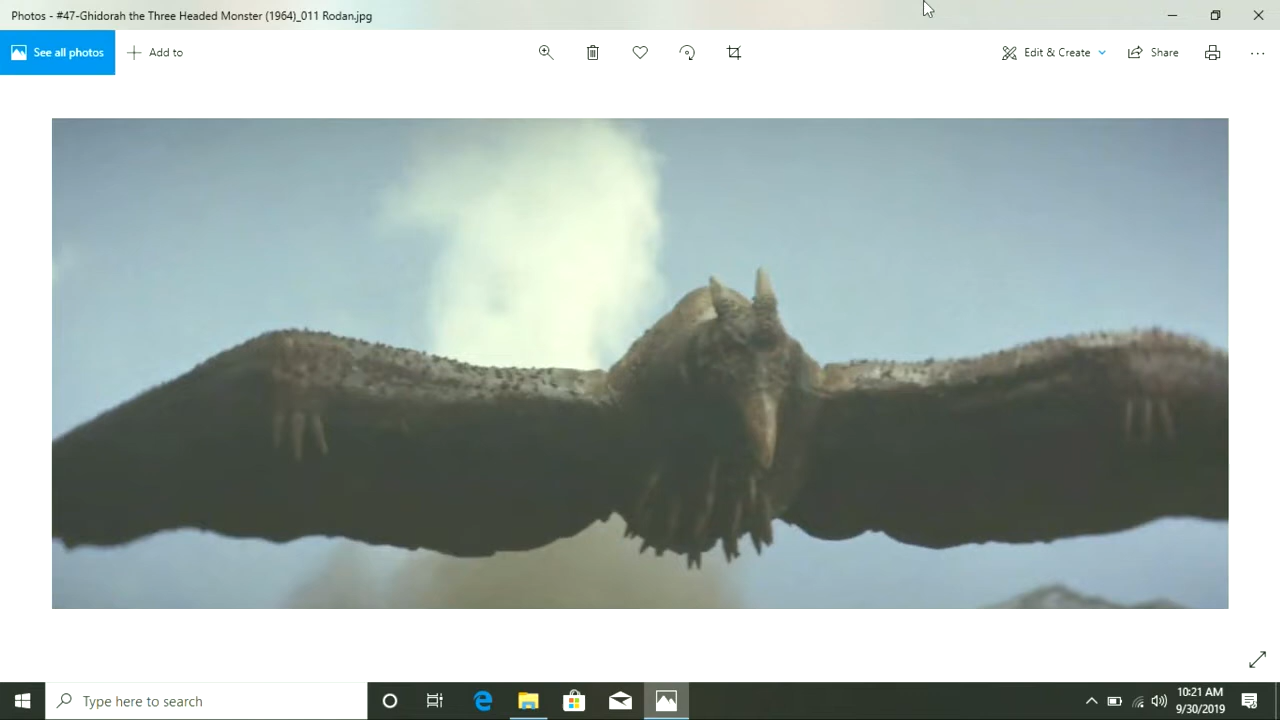 Photos - #47-Ghidorah the Three Headed Monster (1964)_011 Rodan.jpg
See all photos
Add to
Edit & Create
Share
Type here to search
10:21 AM
9/30/2019